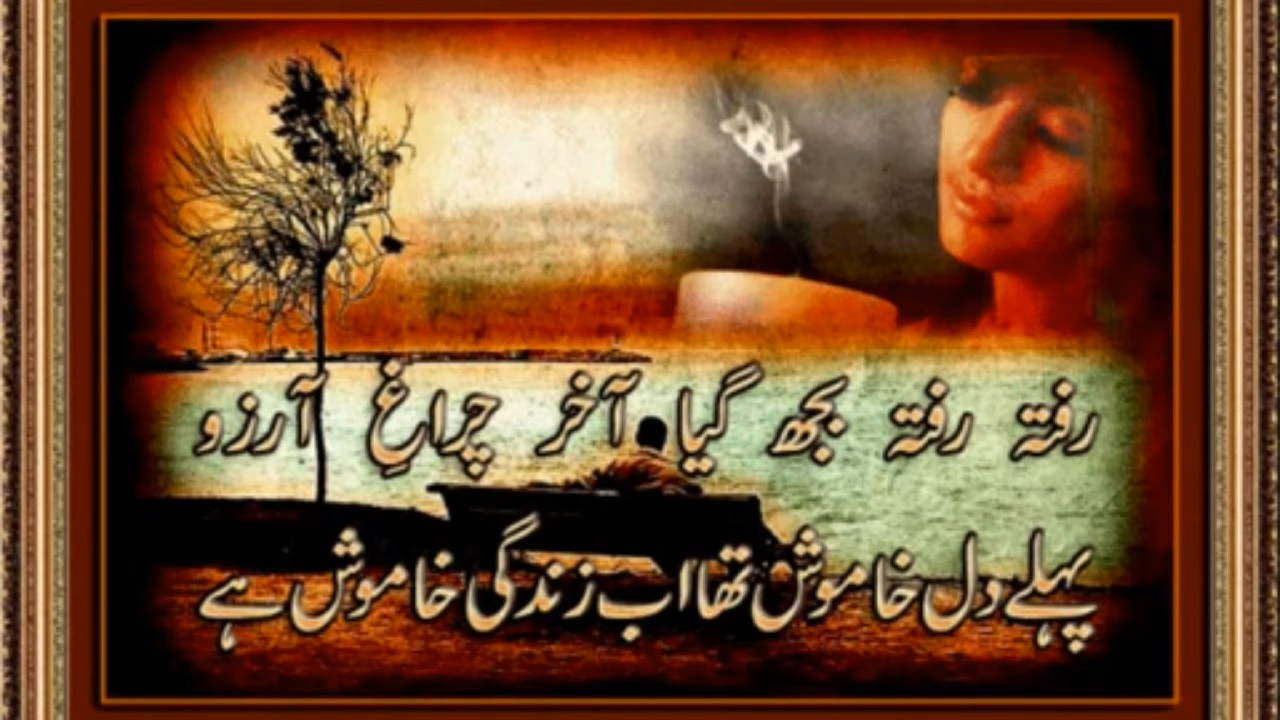 رفتہ رفتہ بجھ گیا آخر چراغِ آرزو
پہلے دل خاموش تھا اب زندگی خاموش ہے